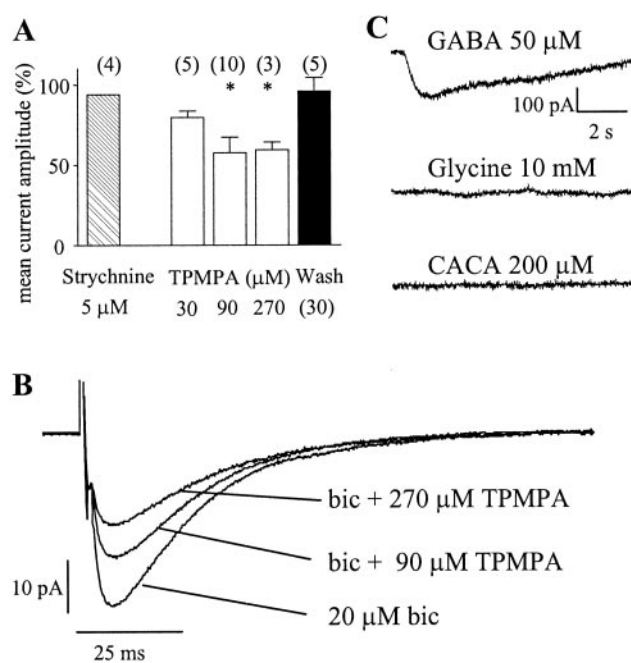 A
(4) (5) (10) (3) (5)
* *
mean current amplitude (%)
100
50
0
Strychnine TPMPA (μM) Wash
5 μM 30 90 270 (30)
C
GABA 50 μM
100 pA
2 s
Glycine 10 mM
CACA 200 μM
B
bic + 270 μM TPMPA
bic + 90 μM TPMPA
20 μM bic
10 pA
25 ms